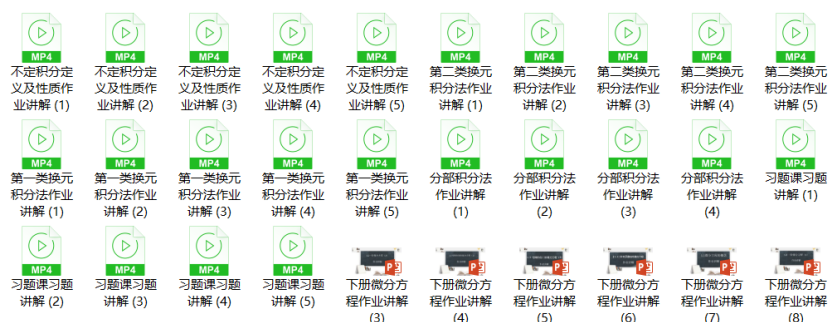 MP4 MP4 MP4 MP4 MP4 MP4 MP4 MP4 MP4 MP4
不定积分定 不定积分定 不定积分定 不定积分定 不定积分定 第二类换元 第二类换元 第二类换元 第二类换元 第二类换元
义及性质作 义及性质作 义及性质作 义及性质作 义及性质作 积分法作业 积分法作业 积分法作业 积分法作业 积分法作业
业讲解 (1) 业讲解 (2) 业讲解 (3) 业讲解 (4) 业讲解 (5) 讲解 (1) 讲解 (2) 讲解 (3) 讲解 (4) 讲解 (5)
MP4 MP4 MP4 MP4 MP4 MP4 MP4 MP4 MP4 MP4
第一类换元 第一类换元 第一类换元 第一类换元 第一类换元 分部积分法 分部积分法 分部积分法 分部积分法 习题课习题
积分法作业 积分法作业 积分法作业 积分法作业 积分法作业 作业讲解 作业讲解 作业讲解 作业讲解 讲解 (1)
讲解 (1) 讲解 (2) 讲解 (3) 讲解 (4) 讲解 (5) (1) (2) (3) (4)
MP4 MP4 MP4 MP4 P P P P P P
习题课习题 习题课习题 习题课习题 习题课习题 下册微分方 下册微分方 下册微分方 下册微分方 下册微分方 下册微分方
讲解 (2) 讲解 (3) 讲解 (4) 讲解 (5) 程作业讲解 程作业讲解 程作业讲解 程作业讲解 程作业讲解 程作业讲解
(3) (4) (5) (6) (7) (8)